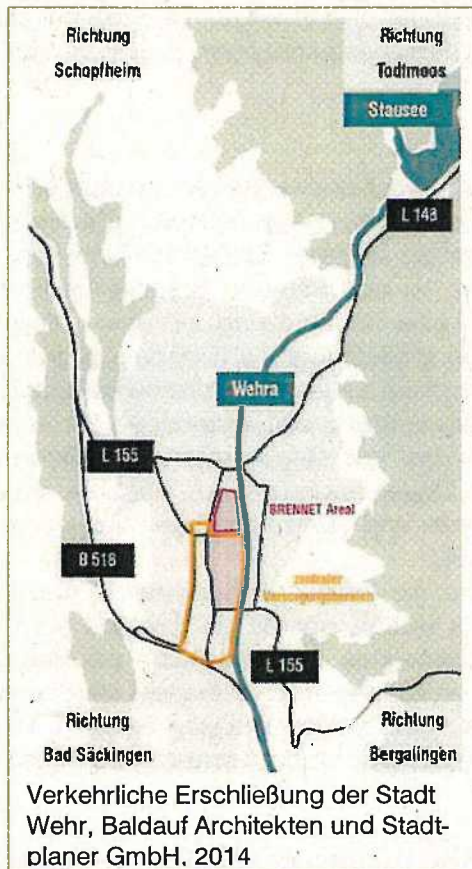 Richtung
Schopfheim
Richtung
Todtmoos
Stausee
L 148
Wehra
L 155
BRENNET Areal
B 518
zentraler
Versorgungsbereich
L 155
Richtung
Bad Säckingen
Richtung
Bergalingen
Verkehrliche Erschließung der Stadt
Wehr, Baldauf Architekten und Stadt-
planer GmbH, 2014